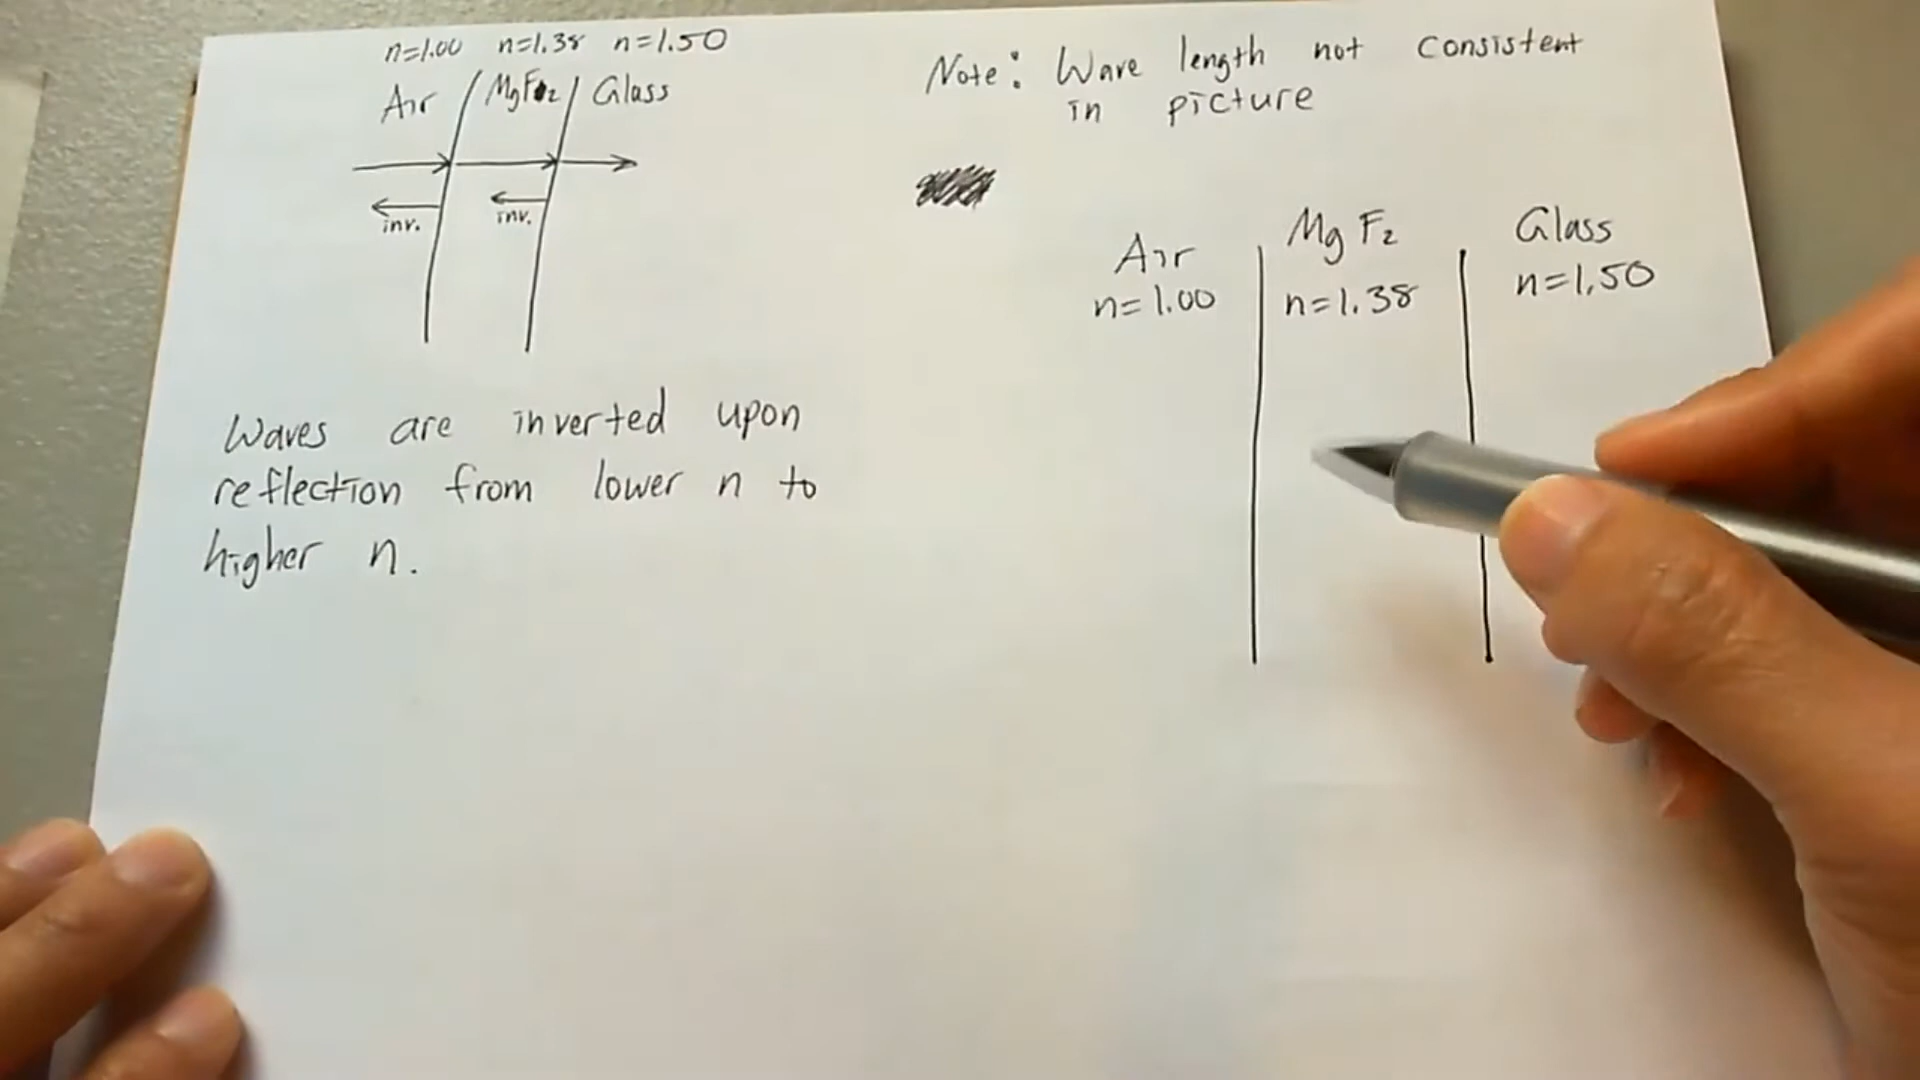 n=1.00 n=1.38 n=1.50
Air MgF2 Glass
inv. inv.
Waves are inverted upon
reflection from lower n to
higher n.
Note: Wave length not consistent
in picture
Air MgF2 Glass
n=1.00 n=1.38 n=1.50